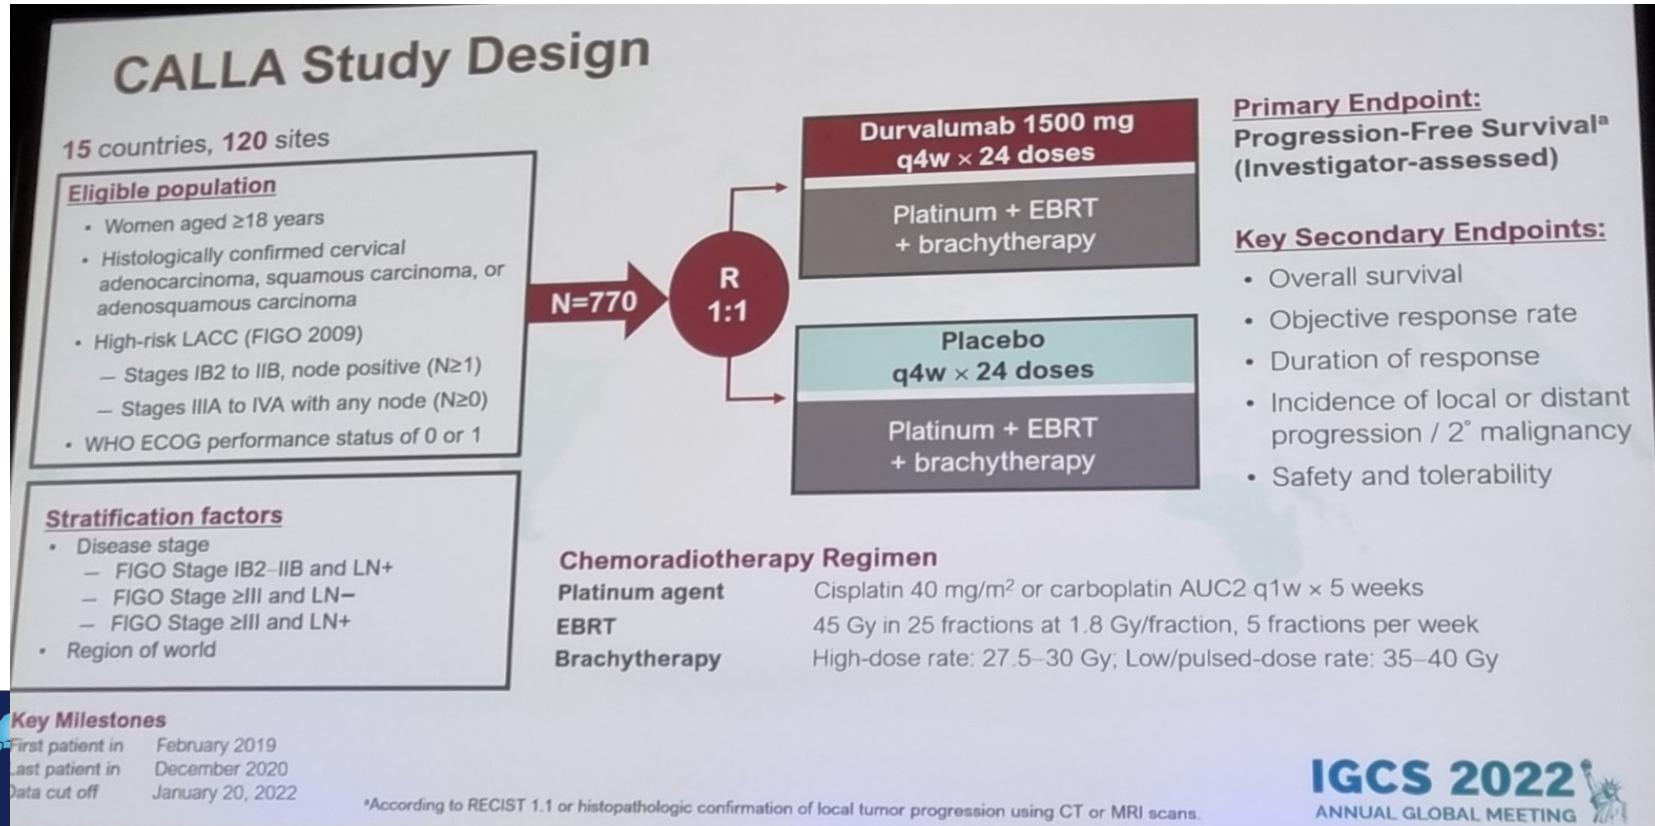 CALLA Study Design
15 countries, 120 sites
Eligible population
• Women aged ≥18 years
• Histologically confirmed cervical
adenocarcinoma, squamous carcinoma, or
adenosquamous carcinoma
• High-risk LACC (FIGO 2009)
– Stages IB2 to IIB, node positive (N≥1)
– Stages IIIA to IVA with any node (N≥0)
• WHO ECOG performance status of 0 or 1
Stratification factors
• Disease stage
– FIGO Stage IB2–IIB and LN+
– FIGO Stage ≥III and LN–
– FIGO Stage ≥III and LN+
• Region of world
Key Milestones
First patient in February 2019
Last patient in December 2020
Data cut off January 20, 2022
N=770
R
1:1
Durvalumab 1500 mg
q4w × 24 doses
Platinum + EBRT
+ brachytherapy
Placebo
q4w × 24 doses
Platinum + EBRT
+ brachytherapy
Primary Endpoint:
Progression-Free Survivalᵃ
(Investigator-assessed)
Key Secondary Endpoints:
• Overall survival
• Objective response rate
• Duration of response
• Incidence of local or distant
progression / 2° malignancy
• Safety and tolerability
Chemoradiotherapy Regimen
Platinum agent Cisplatin 40 mg/m² or carboplatin AUC2 q1w × 5 weeks
EBRT 45 Gy in 25 fractions at 1.8 Gy/fraction, 5 fractions per week
Brachytherapy High-dose rate: 27.5–30 Gy; Low/pulsed-dose rate: 35–40 Gy
ᵃAccording to RECIST 1.1 or histopathologic confirmation of local tumor progression using CT or MRI scans.
IGCS 2022
ANNUAL GLOBAL MEETING